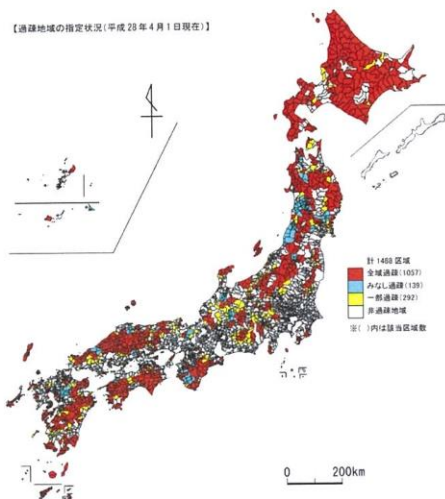 【過疎地域の指定状況(平成28年4月1日現在)】
計1488区域
全域過疎(1057)
みなし過疎(139)
一部過疎(292)
非過疎地域
※( )内は該当区域数
0 200km